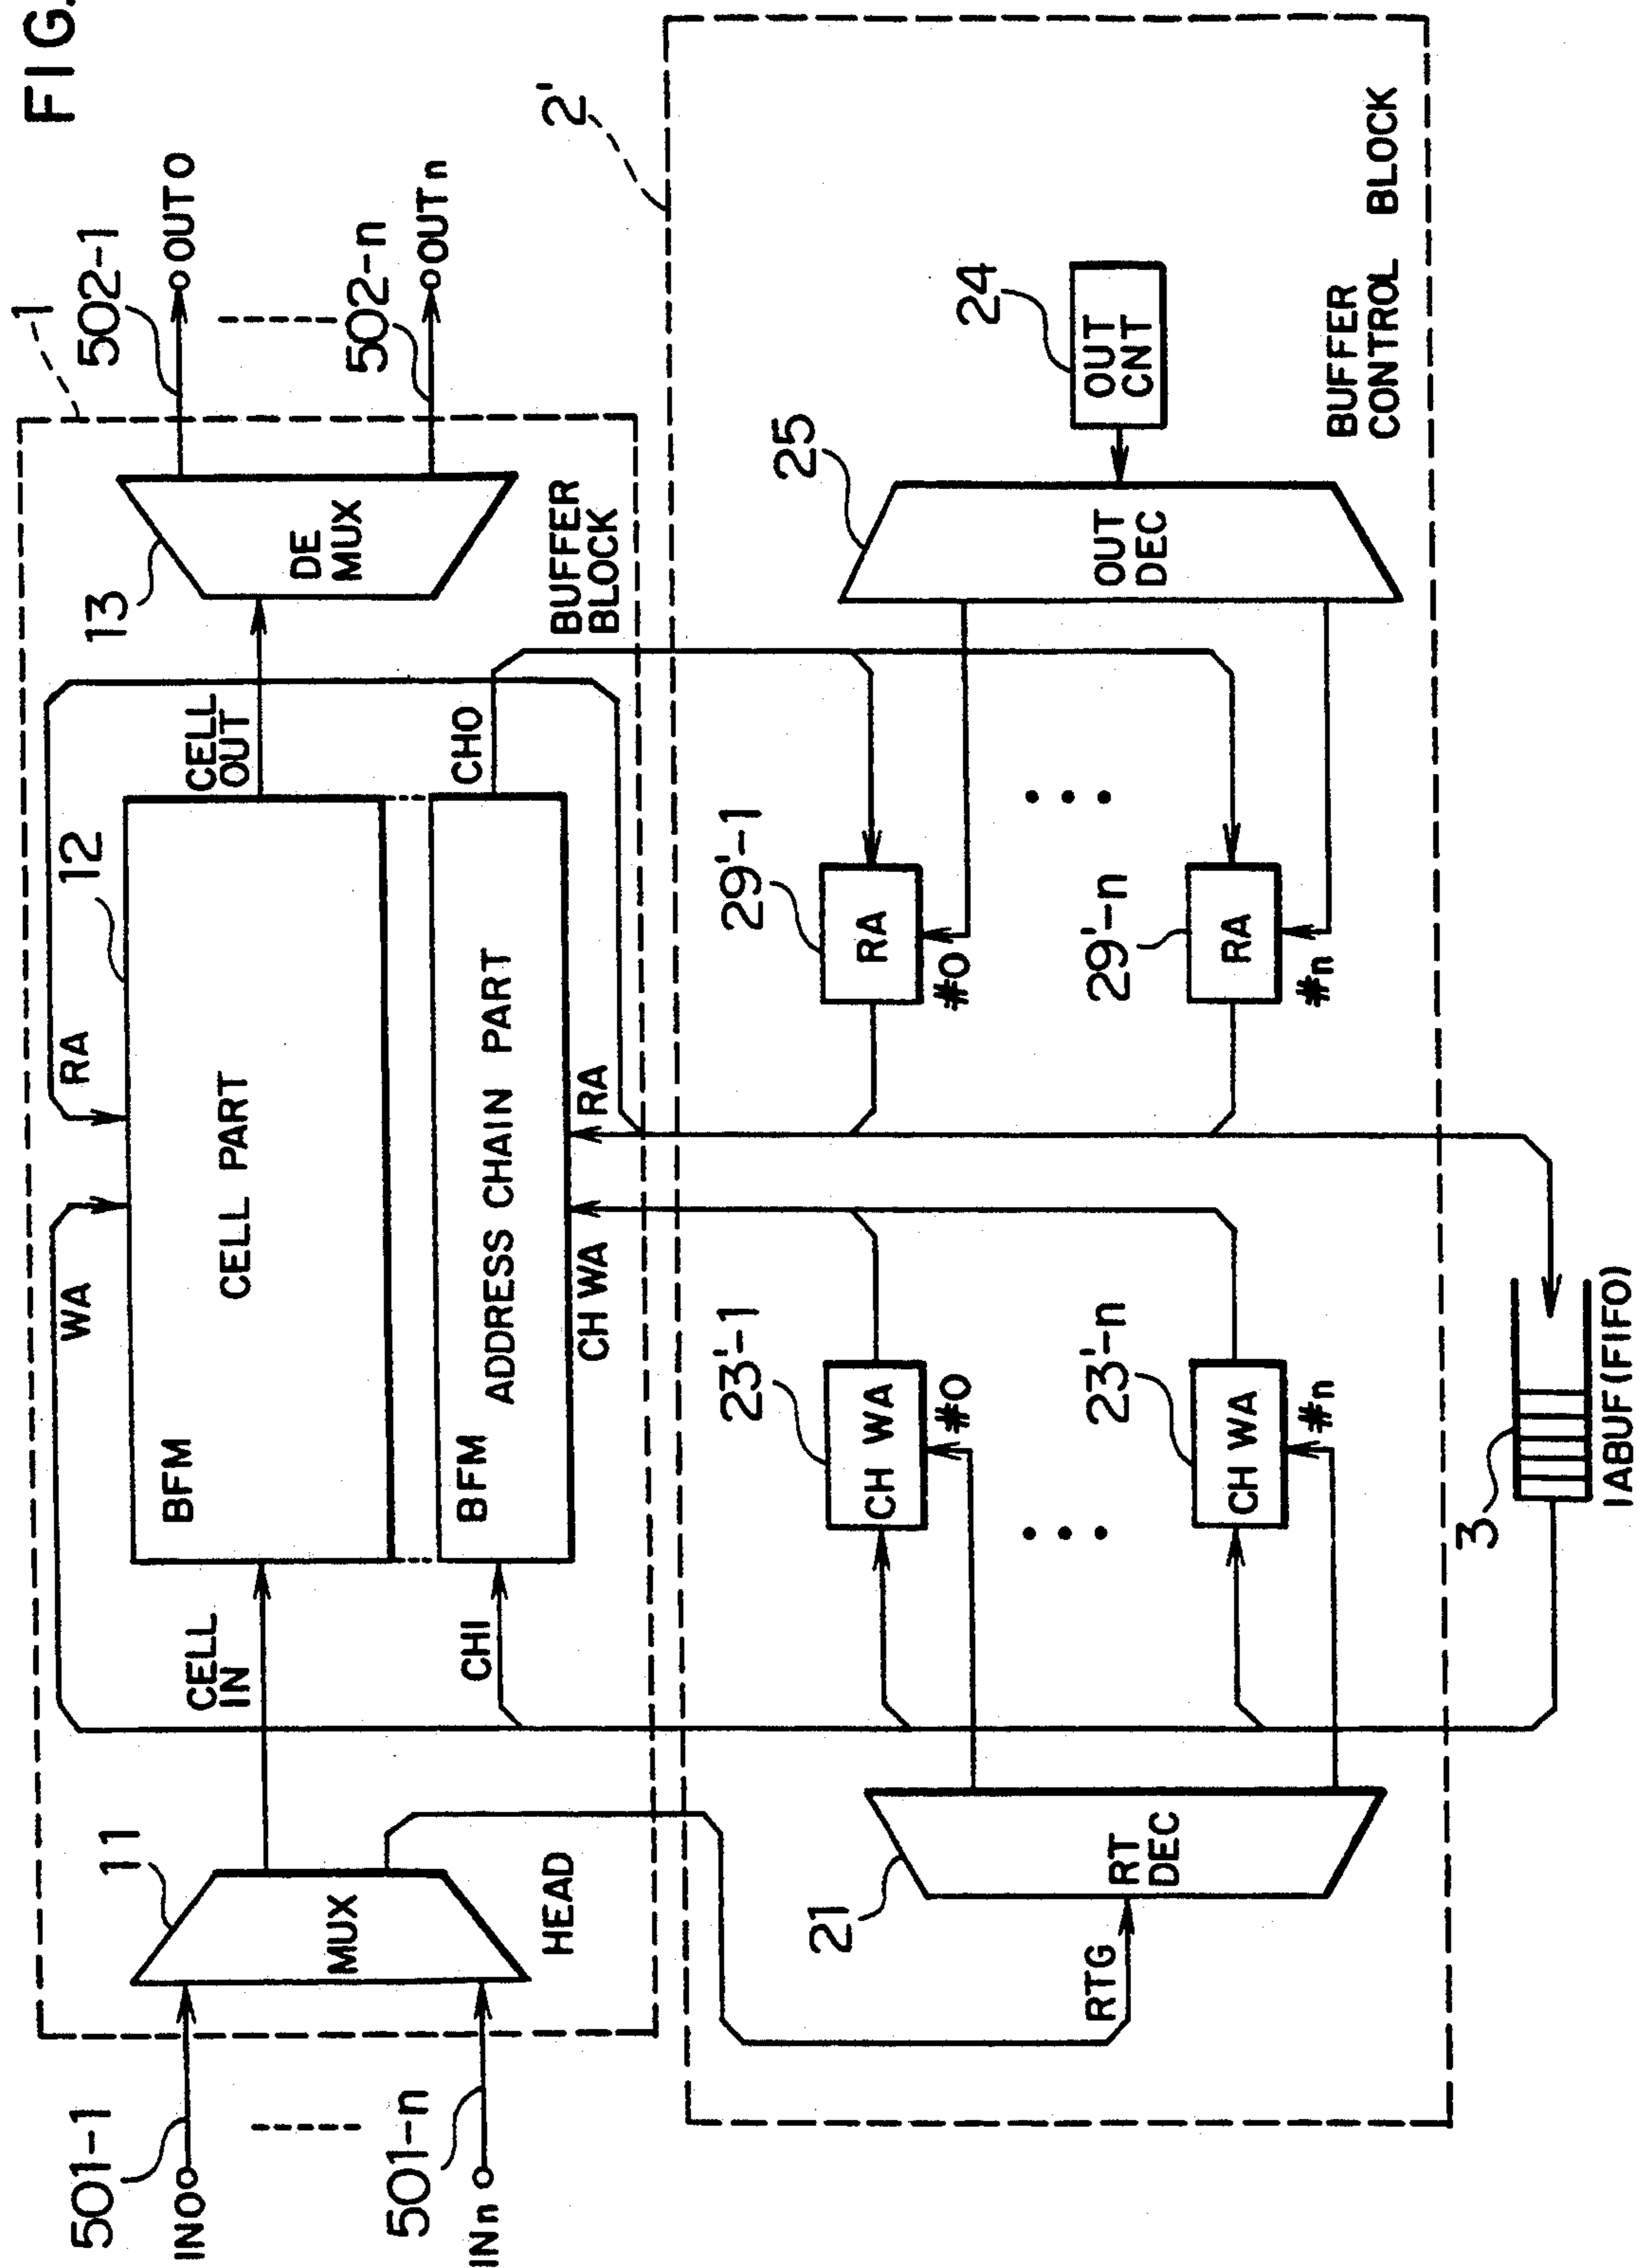 FIG.
1
2'
501-1
IN0
501-n
INn
11
MUX
HEAD
CELL
IN
CHI
WA
RA
12
BFM
CELL PART
BFM
ADDRESS CHAIN PART
CH WA
RA
CELL
OUT
CHO
13
DE
MUX
BUFFER
BLOCK
502-1
OUT0
502-n
OUTn
RTG
21
RT
DEC
23'-1
CH WA
#0
23'-n
CH WA
#n
29'-1
RA
#0
29'-n
RA
#n
25
OUT
DEC
24
OUT
CNT
BUFFER
CONTROL BLOCK
3
IABUF(FIFO)